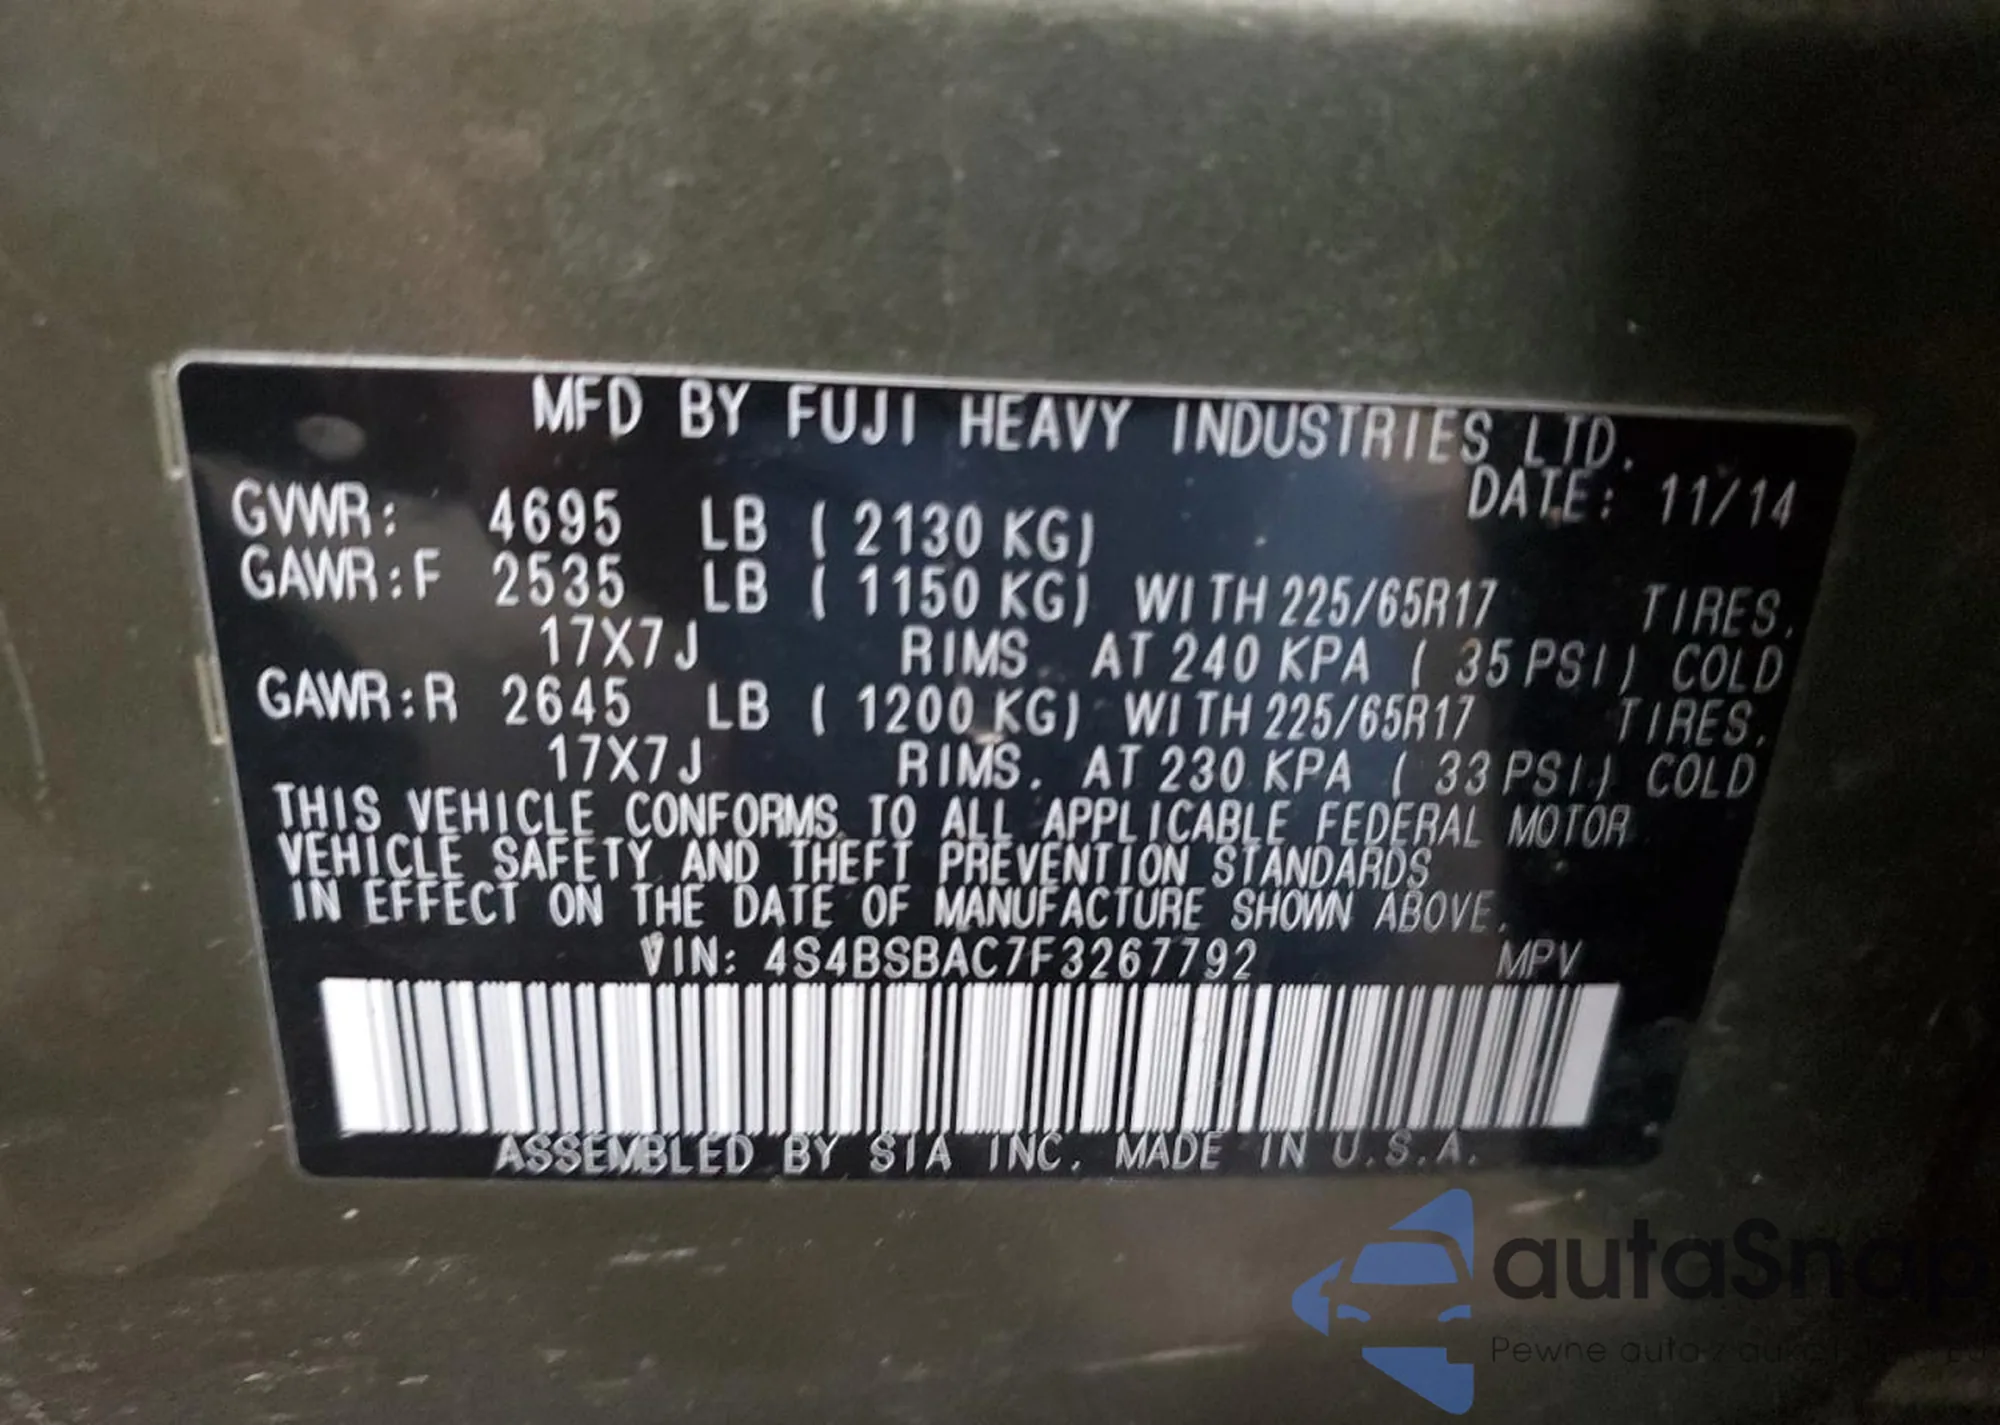 MFD BY FUJI HEAVY INDUSTRIES LTD.
DATE: 11/14
GVWR: 4695 LB ( 2130 KG)
GAWR:F 2535 LB ( 1150 KG) WITH 225/65R17 TIRES.
17X7J RIMS AT 240 KPA ( 35 PSI) COLD
GAWR:R 2645 LB ( 1200 KG) WITH 225/65R17 TIRES.
17X7J RIMS. AT 230 KPA ( 33 PSI) COLD
THIS VEHICLE CONFORMS TO ALL APPLICABLE FEDERAL MOTOR
VEHICLE SAFETY AND THEFT PREVENTION STANDARDS
IN EFFECT ON THE DATE OF MANUFACTURE SHOWN ABOVE.
VIN: 4S4BSBAC7F3267792 MPV
ASSEMBLED BY SIA INC. MADE IN U.S.A.
autaSnap
Pewne auta z